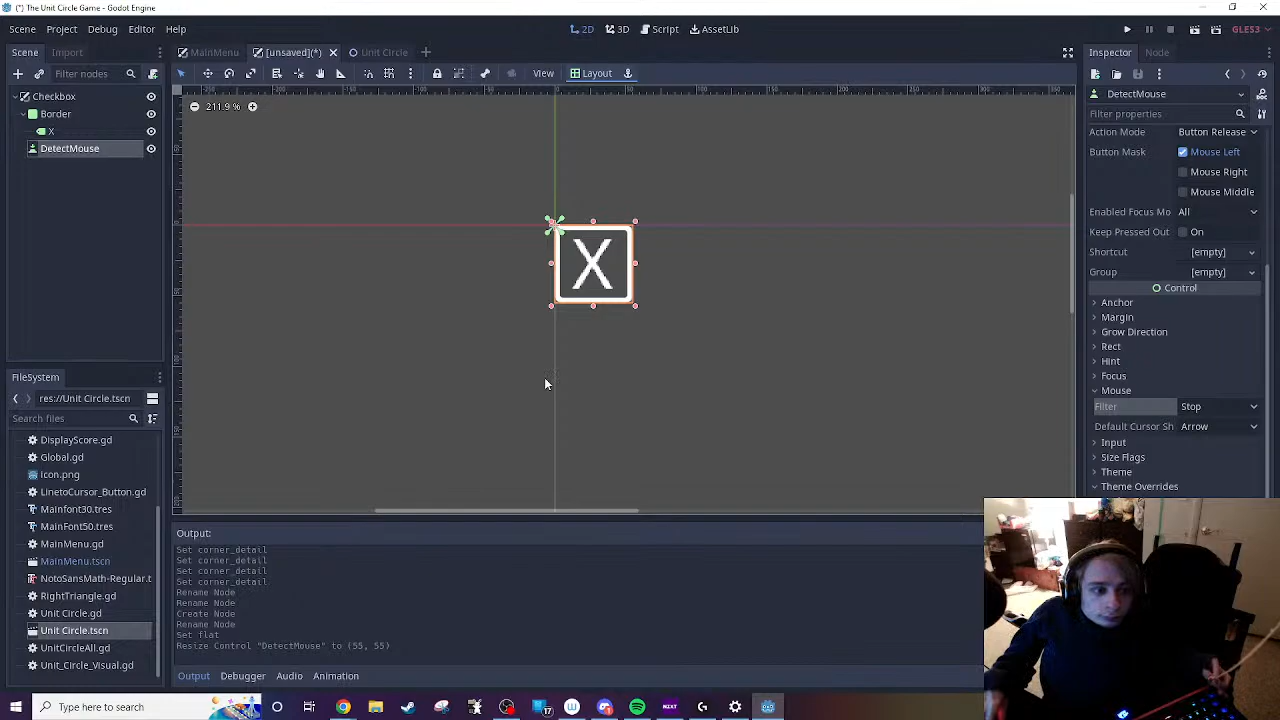 (*) The Unit Circle Game - Godot Engine
Scene Project Debug Editor Help
2D 3D Script AssetLib
GLES3
Scene Import
MainMenu [unsaved](*) Unit Circle
Inspector Node
Filter nodes
View Layout
Checkbox
Border
X
DetectMouse
211.9 %
X
DetectMouse
Filter properties
Action Mode Button Release
Button Mask Mouse Left
Mouse Right
Mouse Middle
Enabled Focus Mo All
Keep Pressed Out On
Shortcut [empty]
Group [empty]
Control
Anchor
Margin
Grow Direction
Rect
Hint
Focus
Mouse
Filter Stop
Default Cursor Sh Arrow
Input
Size Flags
Theme
Theme Overrides
FileSystem
res://Unit Circle.tscn
Search files
DisplayScore.gd
Global.gd
icon.png
LinetoCursor_Button.gd
MainFont30.tres
MainFont50.tres
MainMenu.gd
MainMenu.tscn
NotoSansMath-Regular.t
RightTriangle.gd
Unit Circle.gd
Unit Circle.tscn
UnitCircleAll.gd
Unit_Circle_Visual.gd
Output:
Set corner_detail
Set corner_detail
Set corner_detail
Set corner_detail
Rename Node
Rename Node
Create Node
Rename Node
Set flat
Resize Control "DetectMouse" to (55, 55)
Output Debugger Audio Animation
Type here to search